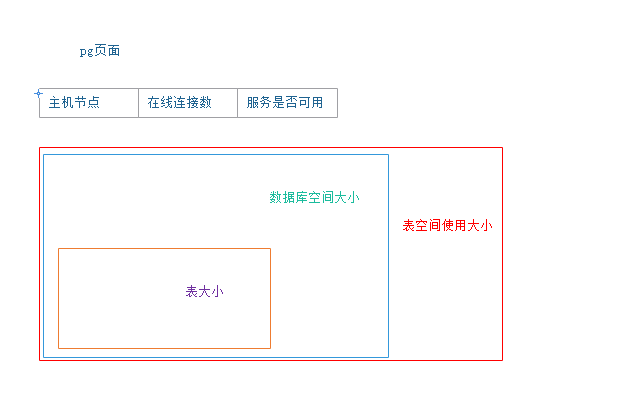 pg页面
主机节点 在线连接数 服务是否可用
数据库空间大小
表空间使用大小
表大小